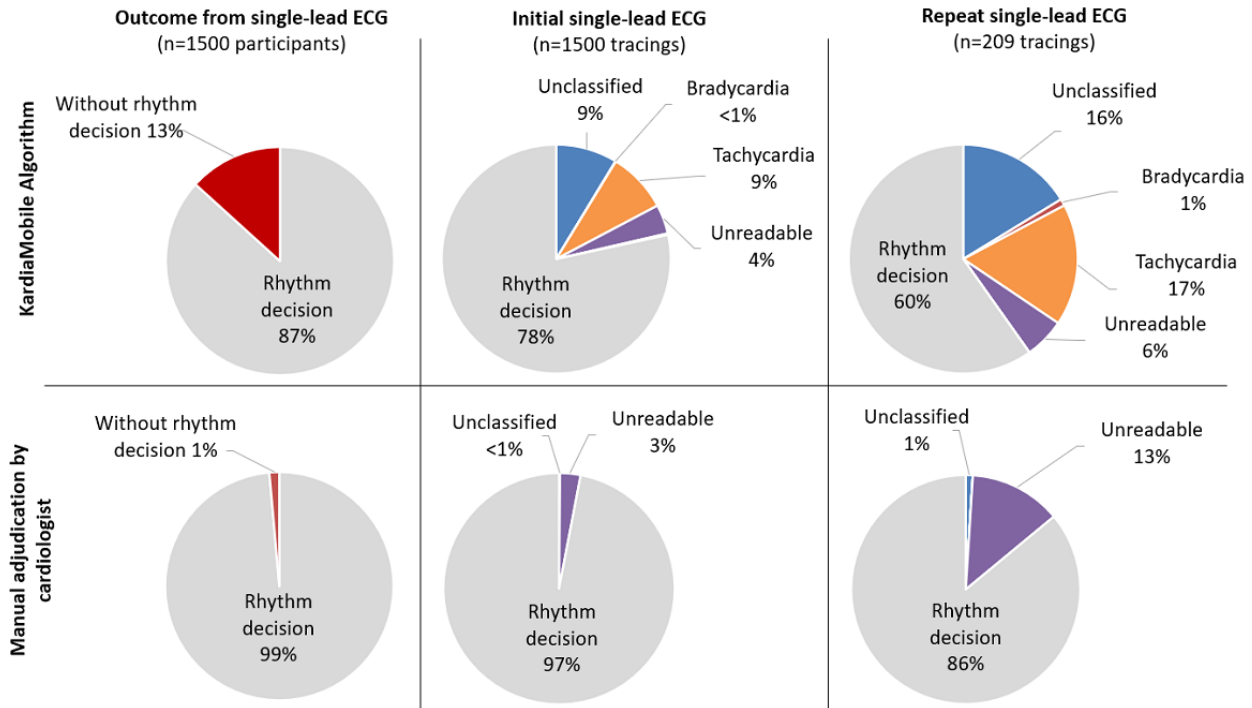 Outcome from single-lead ECG
(n=1500 participants)
Initial single-lead ECG
(n=1500 tracings)
Repeat single-lead ECG
(n=209 tracings)
KardiaMobile Algorithm
Without rhythm
decision 13%
Rhythm
decision
87%
Unclassified
9%
Bradycardia
<1%
Tachycardia
9%
Unreadable
4%
Rhythm
decision
78%
Unclassified
16%
Bradycardia
1%
Tachycardia
17%
Unreadable
6%
Rhythm
decision
60%
Manual adjudication by
cardiologist
Without rhythm
decision 1%
Rhythm
decision
99%
Unclassified
<1%
Unreadable
3%
Rhythm
decision
97%
Unclassified
1%
Unreadable
13%
Rhythm
decision
86%